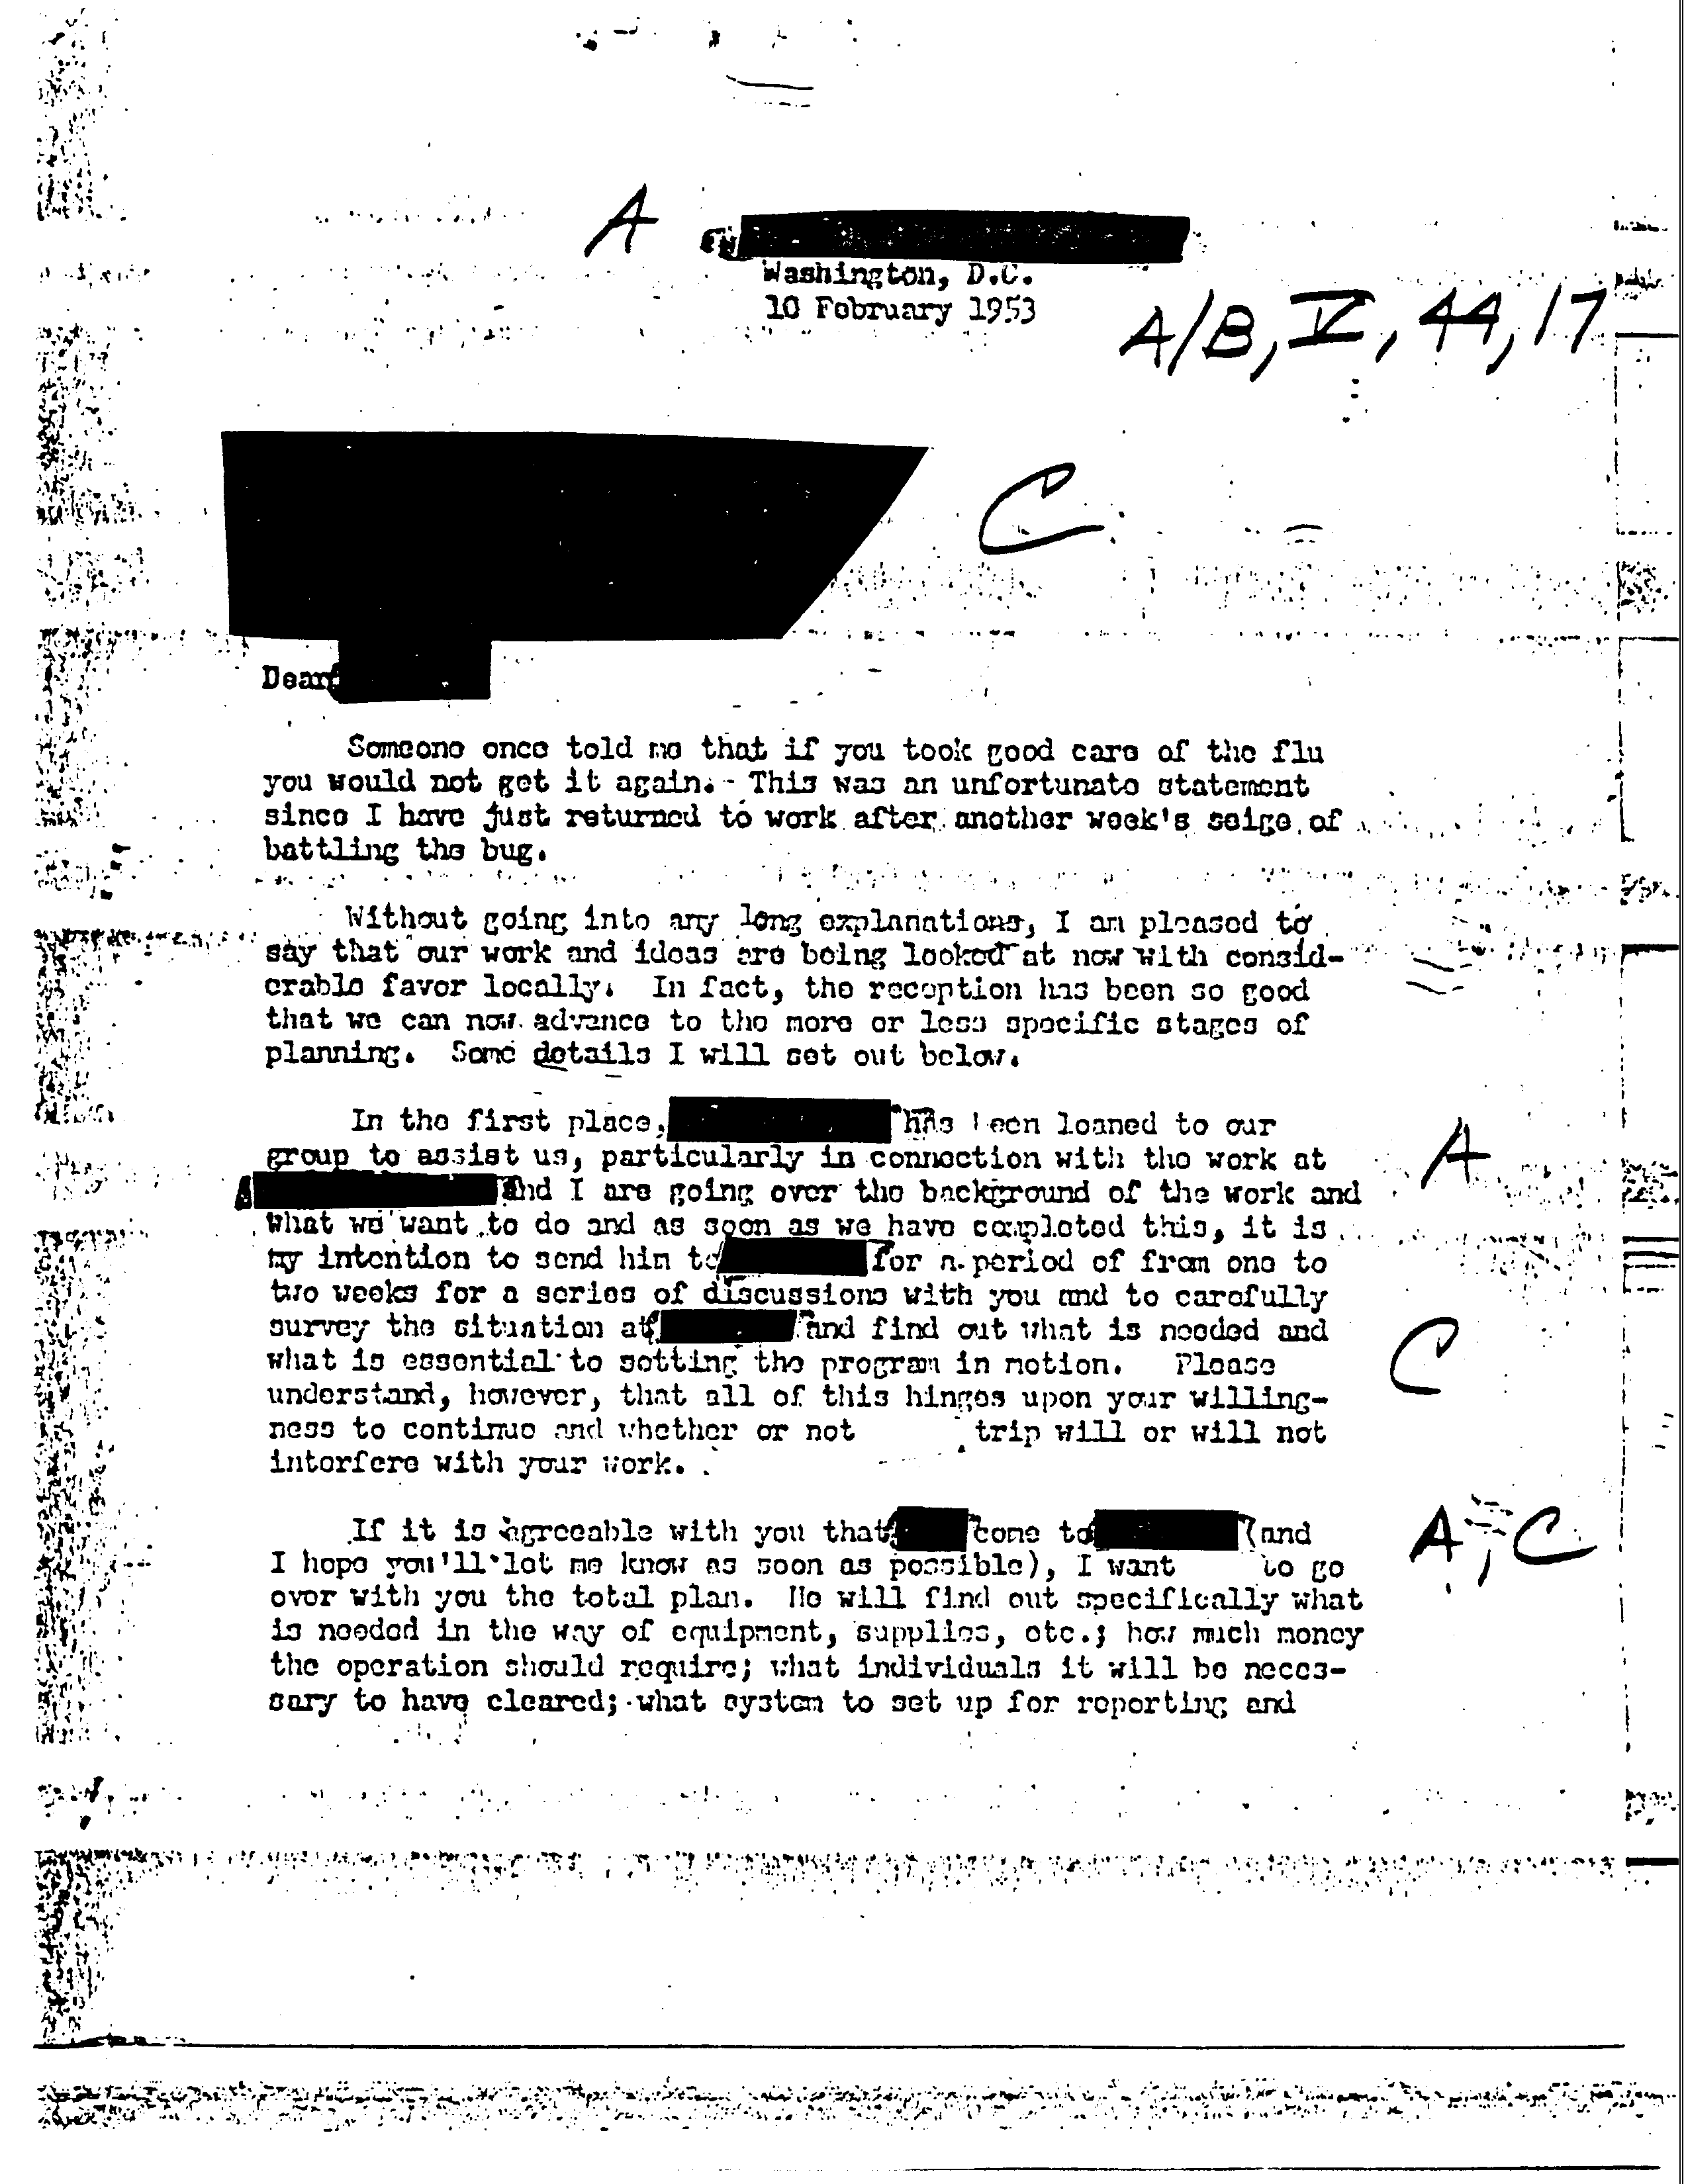 A
Washington, D.C.
10 February 1953
A/B, V, 44, 17
C
Dear
Someone once told me that if you took good care of the flu
you would not get it again. This was an unfortunate statement
since I have just returned to work after another week's seige of
battling the bug.
Without going into any long explanations, I am pleased to
say that our work and ideas are being looked at now with consid-
erable favor locally. In fact, the reception has been so good
that we can now advance to the more or less specific stages of
planning. Some details I will set out below.
In the first place, has been loaned to our
group to assist us, particularly in connection with the work at
A
and I are going over the background of the work and
what we want to do and as soon as we have completed this, it is
my intention to send him to for a period of from one to
two weeks for a series of discussions with you and to carefully
survey the situation at and find out what is needed and
what is essential to setting the program in motion. Please
C
understand, however, that all of this hinges upon your willing-
ness to continue and whether or not trip will or will not
interfere with your work.
If it is agreeable with you that come to (and
A, C
I hope you'll let me know as soon as possible), I want to go
over with you the total plan. He will find out specifically what
is needed in the way of equipment, supplies, etc.; how much money
the operation should require; what individuals it will be neces-
sary to have cleared; what system to set up for reporting and